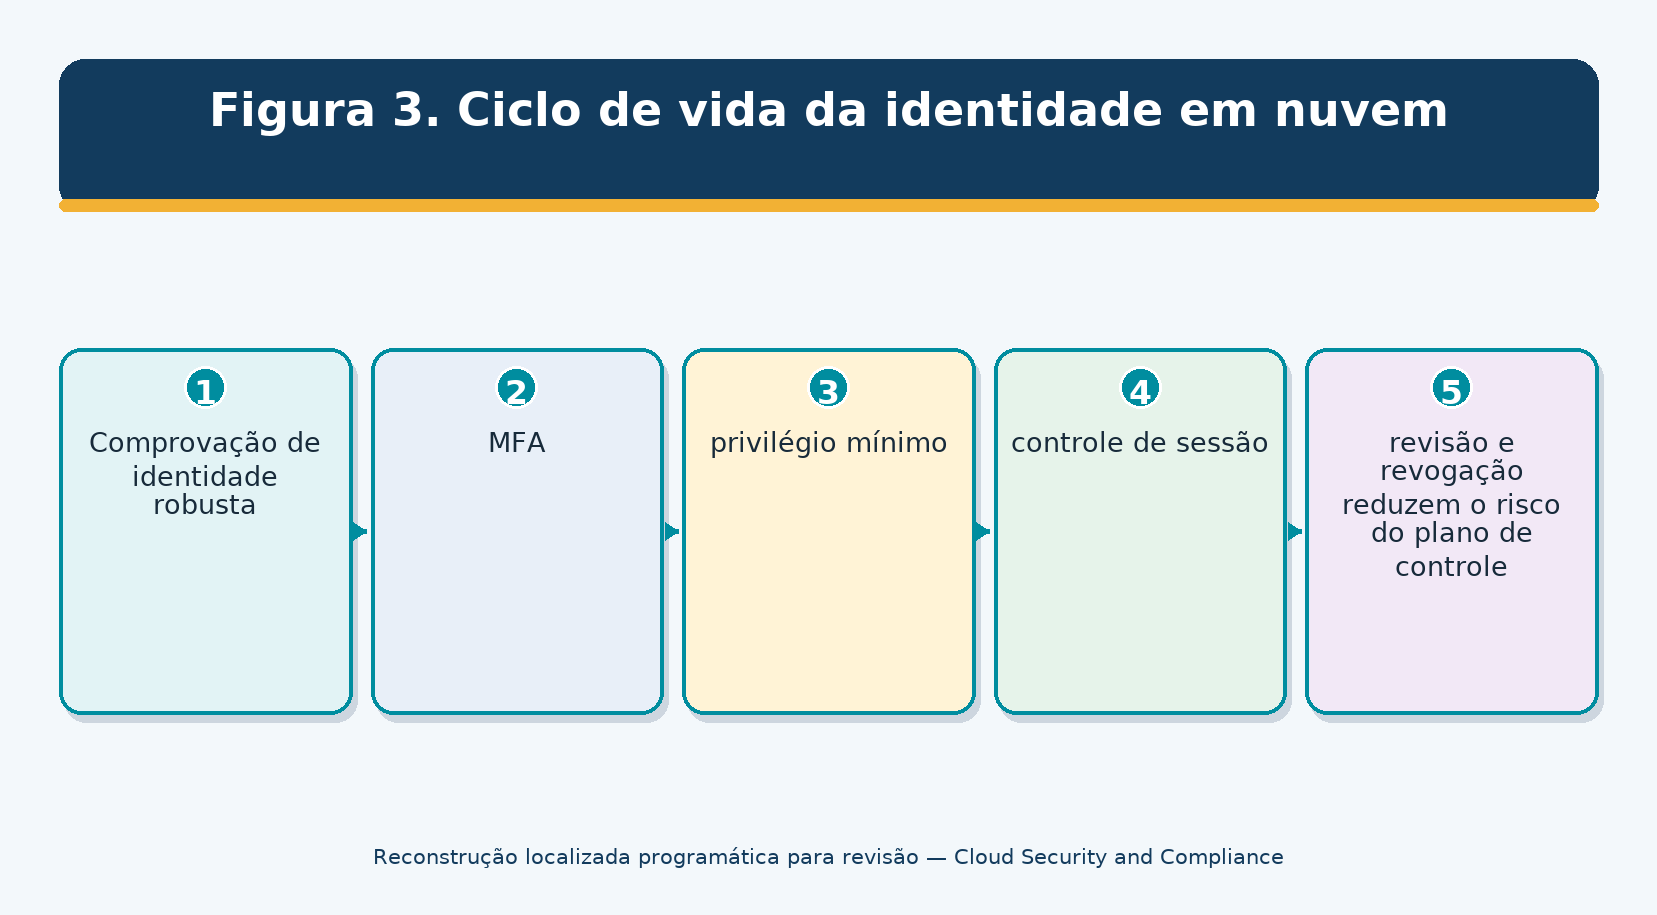 Figura 3. Ciclo de vida da identidade em nuvem
1
Comprovação de
identidade
robusta
2
MFA
3
privilégio mínimo
4
controle de sessão
5
revisão e
revogação
reduzem o risco
do plano de
controle
Reconstrução localizada programática para revisão — Cloud Security and Compliance